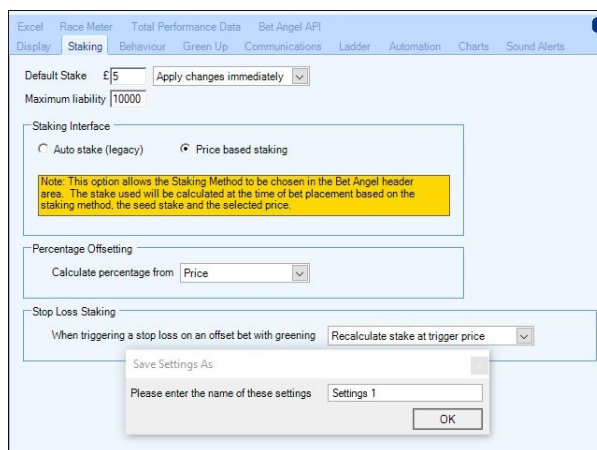 Excel Race Meter Total Performance Data Bet Angel API
Display Staking Behaviour Green Up Communications Ladder Automation Charts Sound Alerts
Default Stake £ 5 Apply changes immediately
Maximum liability 10000
Staking Interface
Auto stake (legacy) Price based staking
Note: This option allows the Staking Method to be chosen in the Bet Angel header
area. The stake used will be calculated at the time of bet placement based on the
staking method, the seed stake and the selected price.
Percentage Offsetting
Calculate percentage from Price
Stop Loss Staking
When triggering a stop loss on an offset bet with greening Recalculate stake at trigger price
Save Settings As
Please enter the name of these settings Settings 1
OK